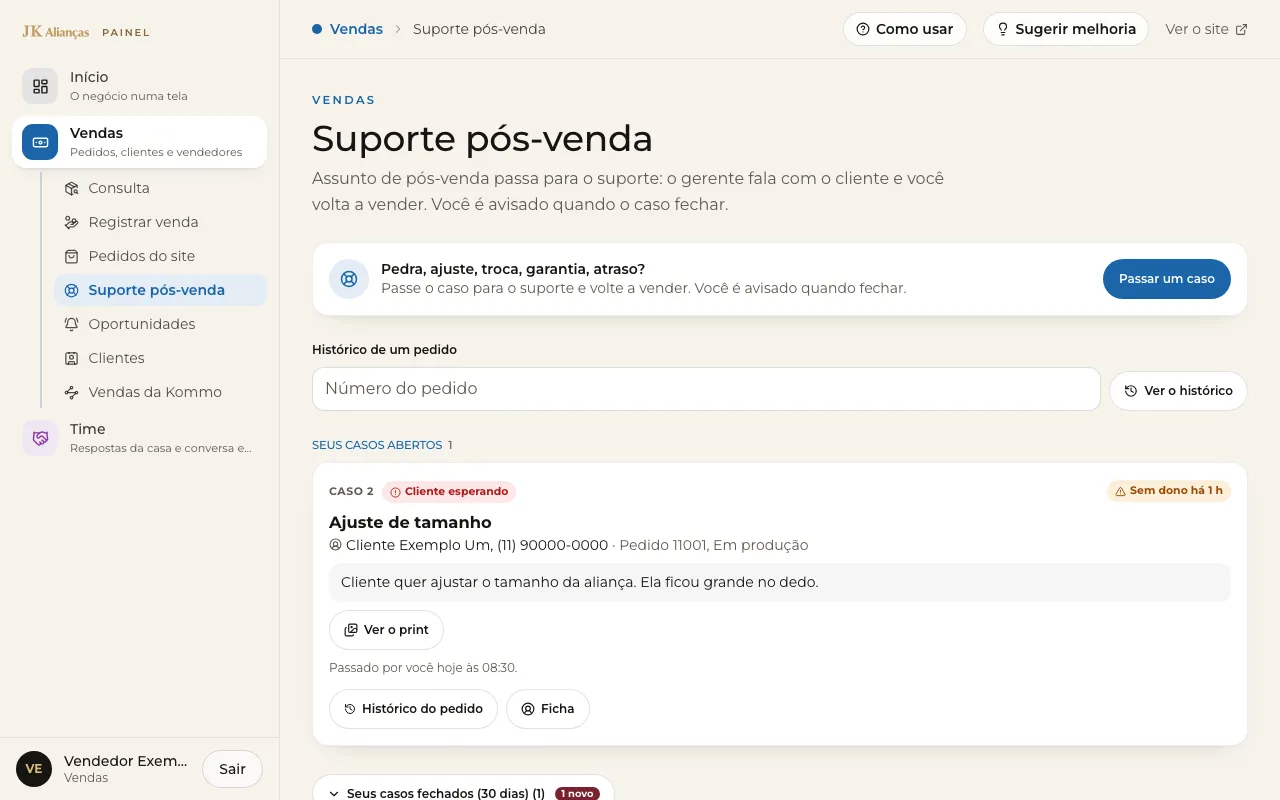 JK Alianças PAINEL
Início
O negócio numa tela
Vendas
Pedidos, clientes e vendedores
Consulta
Registrar venda
Pedidos do site
Suporte pós-venda
Oportunidades
Clientes
Vendas da Kommo
Time
Respostas da casa e conversa e...
VE
Vendedor Exem...
Vendas
Sair
Vendas
Suporte pós-venda
Como usar
Sugerir melhoria
Ver o site
VENDAS
Suporte pós-venda
Assunto de pós-venda passa para o suporte: o gerente fala com o cliente e você
volta a vender. Você é avisado quando o caso fechar.
Pedra, ajuste, troca, garantia, atraso?
Passe o caso para o suporte e volte a vender. Você é avisado quando fechar.
Passar um caso
Histórico de um pedido
Número do pedido
Ver o histórico
SEUS CASOS ABERTOS 1
CASO 2 Cliente esperando
Sem dono há 1 h
Ajuste de tamanho
Cliente Exemplo Um, (11) 90000-0000 · Pedido 11001, Em produção
Cliente quer ajustar o tamanho da aliança. Ela ficou grande no dedo.
Ver o print
Passado por você hoje às 08:30.
Histórico do pedido
Ficha
Seus casos fechados (30 dias) (1) 1 novo